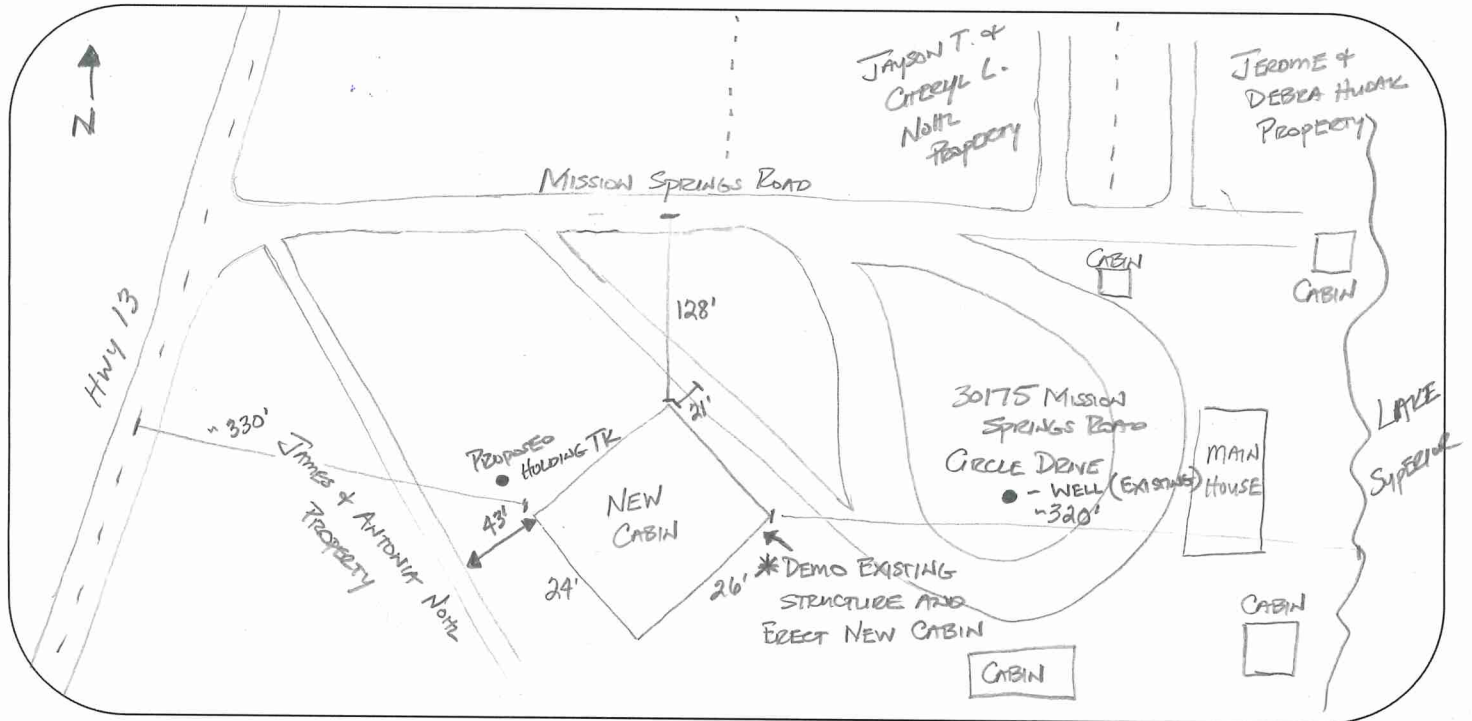 N
JAYSON T. &
CHERYL L.
NOLTZ
PROPERTY
JEROME &
DEBRA HUDAK
PROPERTY
MISSION SPRINGS ROAD
HWY 13
128'
CABIN
CABIN
~330'
JAMES & ANTONIA NOLTZ
PROPERTY
PROPOSED
HOLDING TK
21'
43'
NEW
CABIN
24'
26'
30175 MISSION
SPRINGS ROAD
CIRCLE DRIVE
- WELL (EXISTING)
~320'
MAIN
HOUSE
LAKE
SUPERIOR
* DEMO EXISTING
STRUCTURE AND
ERECT NEW CABIN
CABIN
CABIN